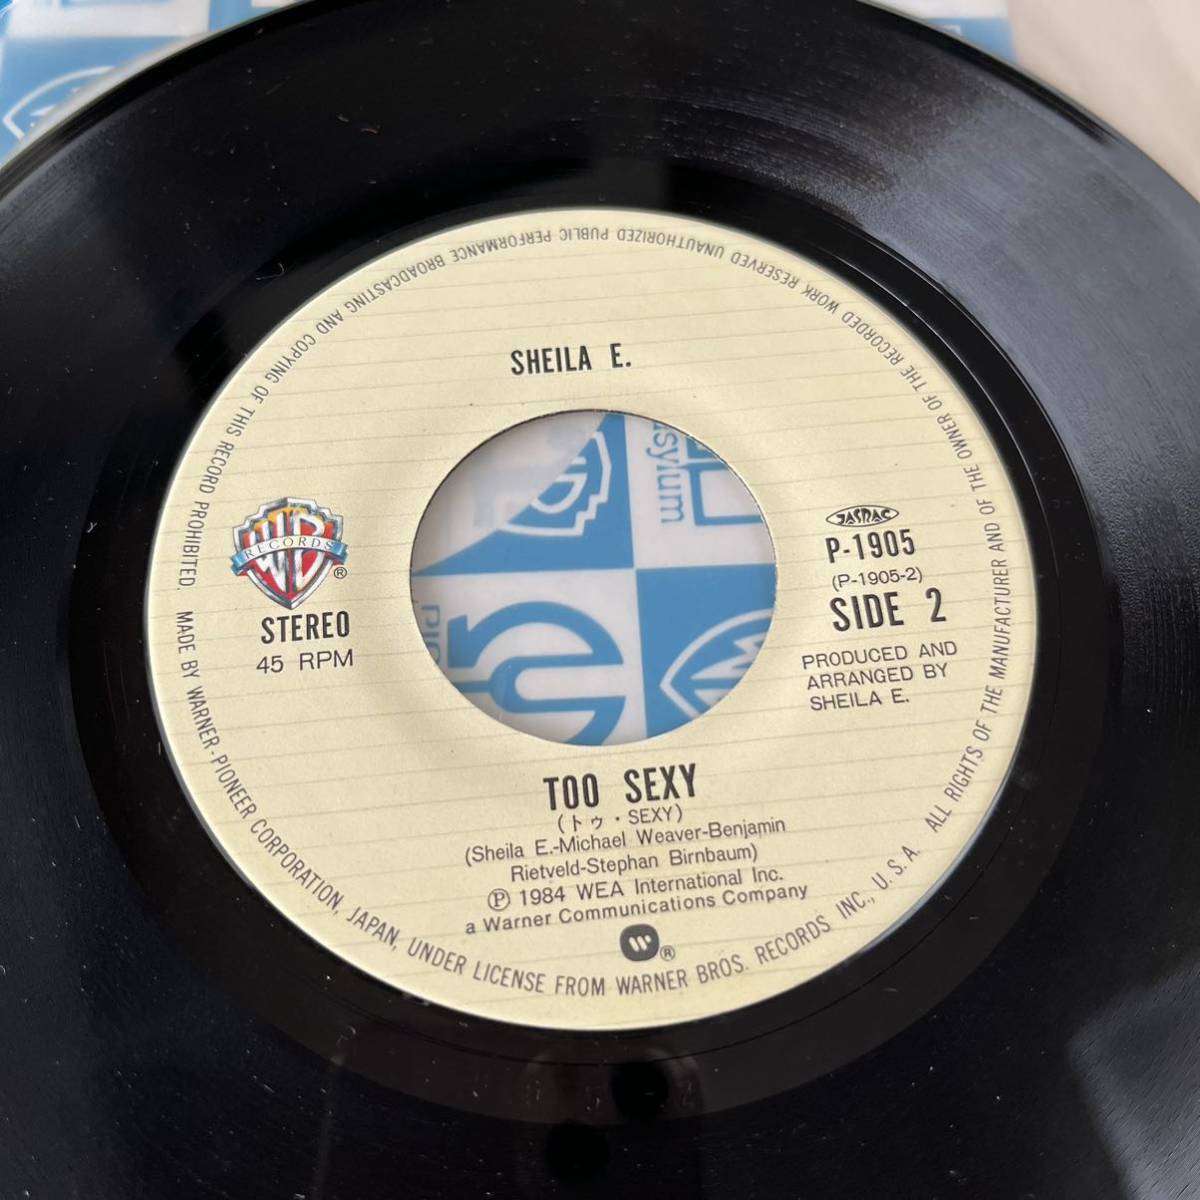 SHEILA E.
W B
RECORDS
®
STEREO
45 RPM
JASRAC
P-1905
(P-1905-2)
SIDE 2
PRODUCED AND
ARRANGED BY
SHEILA E.
TOO SEXY
(トゥ・SEXY)
(Sheila E.-Michael Weaver-Benjamin
Rietveld-Stephan Birnbaum)
Ⓟ 1984 WEA International Inc.
a Warner Communications Company
®
MADE BY WARNER-PIONEER CORPORATION, JAPAN, UNDER LICENSE FROM WARNER BROS. RECORDS INC., U.S.A. ALL RIGHTS OF THE MANUFACTURER AND OF THE OWNER OF THE RECORDED WORK RESERVED UNAUTHORIZED PUBLIC PERFORMANCE BROADCASTING AND COPYING OF THIS RECORD PROHIBITED.